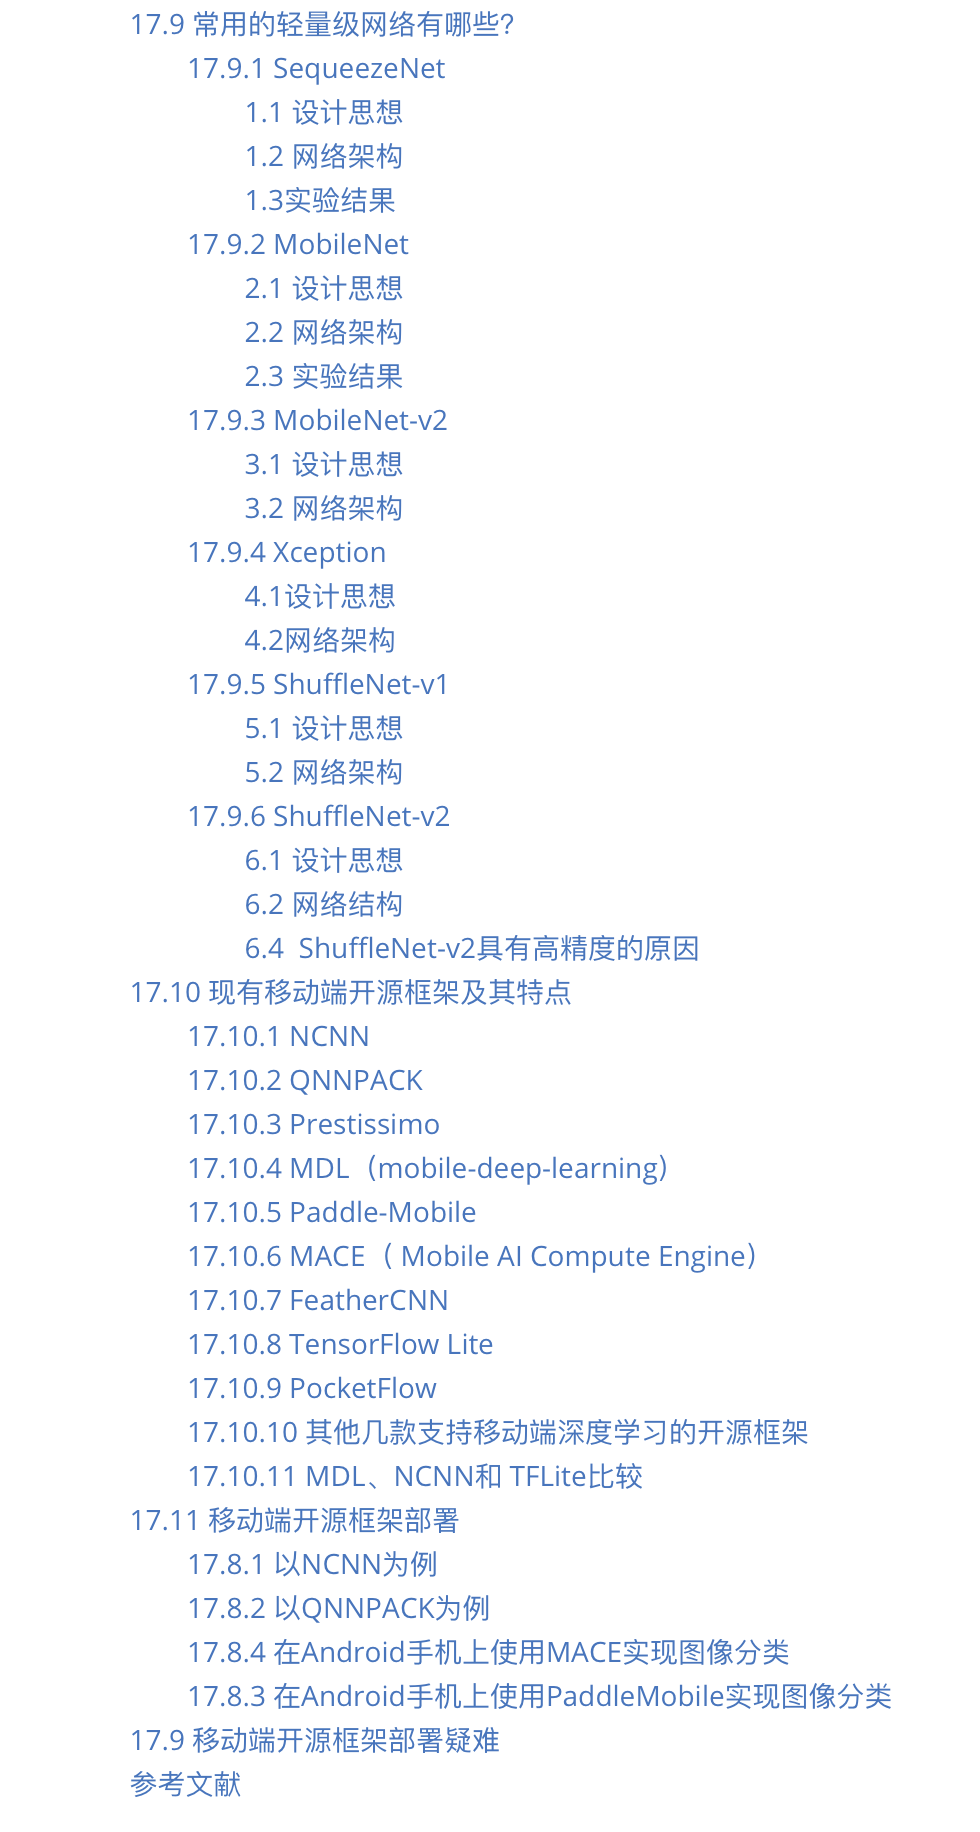 17.9 常用的轻量级网络有哪些？
17.9.1 SequeezeNet
1.1 设计思想
1.2 网络架构
1.3实验结果
17.9.2 MobileNet
2.1 设计思想
2.2 网络架构
2.3 实验结果
17.9.3 MobileNet-v2
3.1 设计思想
3.2 网络架构
17.9.4 Xception
4.1设计思想
4.2网络架构
17.9.5 ShuffleNet-v1
5.1 设计思想
5.2 网络架构
17.9.6 ShuffleNet-v2
6.1 设计思想
6.2 网络结构
6.4  ShuffleNet-v2具有高精度的原因
17.10 现有移动端开源框架及其特点
17.10.1 NCNN
17.10.2 QNNPACK
17.10.3 Prestissimo
17.10.4 MDL（mobile-deep-learning）
17.10.5 Paddle-Mobile
17.10.6 MACE（ Mobile AI Compute Engine）
17.10.7 FeatherCNN
17.10.8 TensorFlow Lite
17.10.9 PocketFlow
17.10.10 其他几款支持移动端深度学习的开源框架
17.10.11 MDL、NCNN和 TFLite比较
17.11 移动端开源框架部署
17.8.1 以NCNN为例
17.8.2 以QNNPACK为例
17.8.4 在Android手机上使用MACE实现图像分类
17.8.3 在Android手机上使用PaddleMobile实现图像分类
17.9 移动端开源框架部署疑难
参考文献